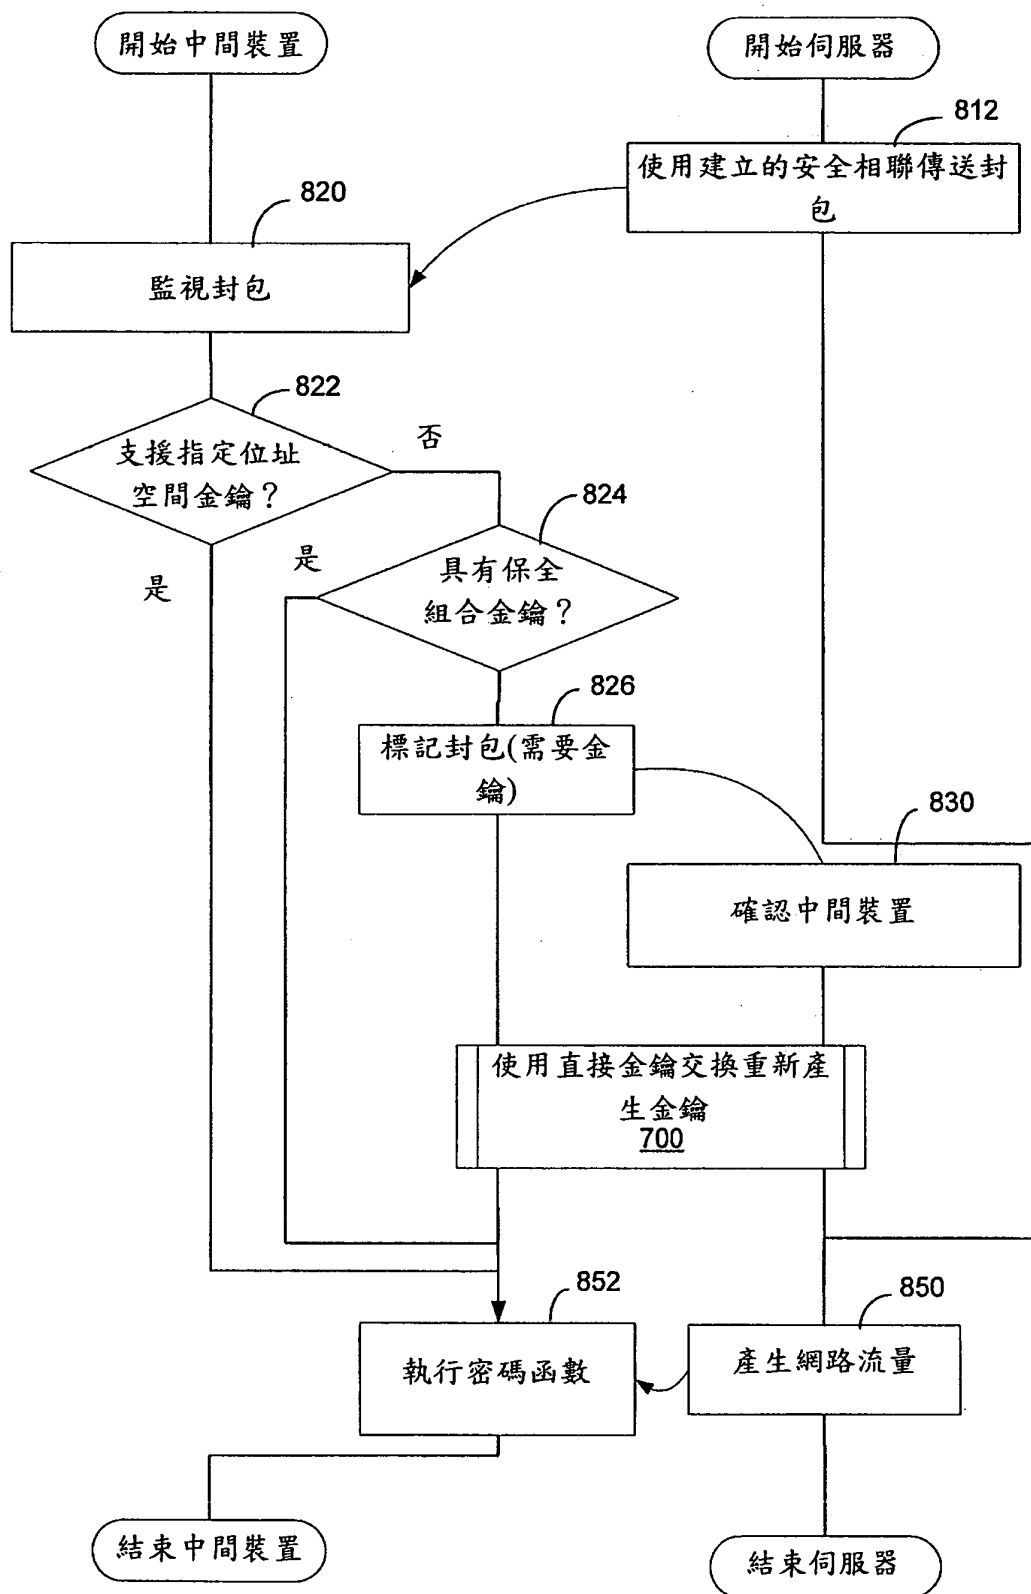 開始中間裝置
開始伺服器
812
使用建立的安全相聯傳送封
包
820
監視封包
822
支援指定位址
空間金鑰？
否
是
824
是
具有保全
組合金鑰？
826
標記封包(需要金
鑰)
830
確認中間裝置
使用直接金鑰交換重新產
生金鑰
700
852
執行密碼函數
850
產生網路流量
結束中間裝置
結束伺服器